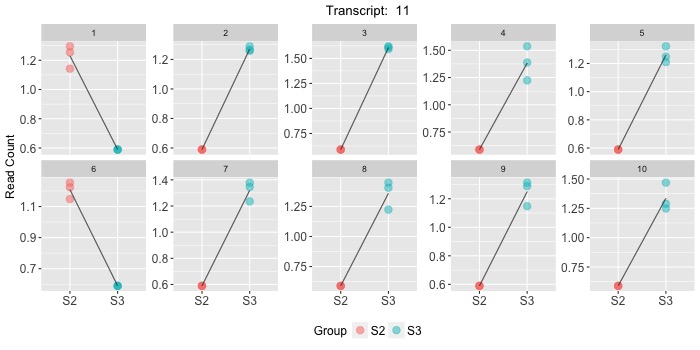 Transcript: 11
1 2 3 4 5
1.2 1.0 0.8 0.6
1.2 1.0 0.8 0.6
1.50 1.25 1.00 0.75
1.50 1.25 1.00 0.75
1.2 1.0 0.8 0.6
Read Count
6 7 8 9 10
1.1 0.9 0.7
1.4 1.2 1.0 0.8 0.6
1.25 1.00 0.75
1.2 1.0 0.8 0.6
1.50 1.25 1.00 0.75
S2 S3 S2 S3 S2 S3 S2 S3 S2 S3
Group S2 S3